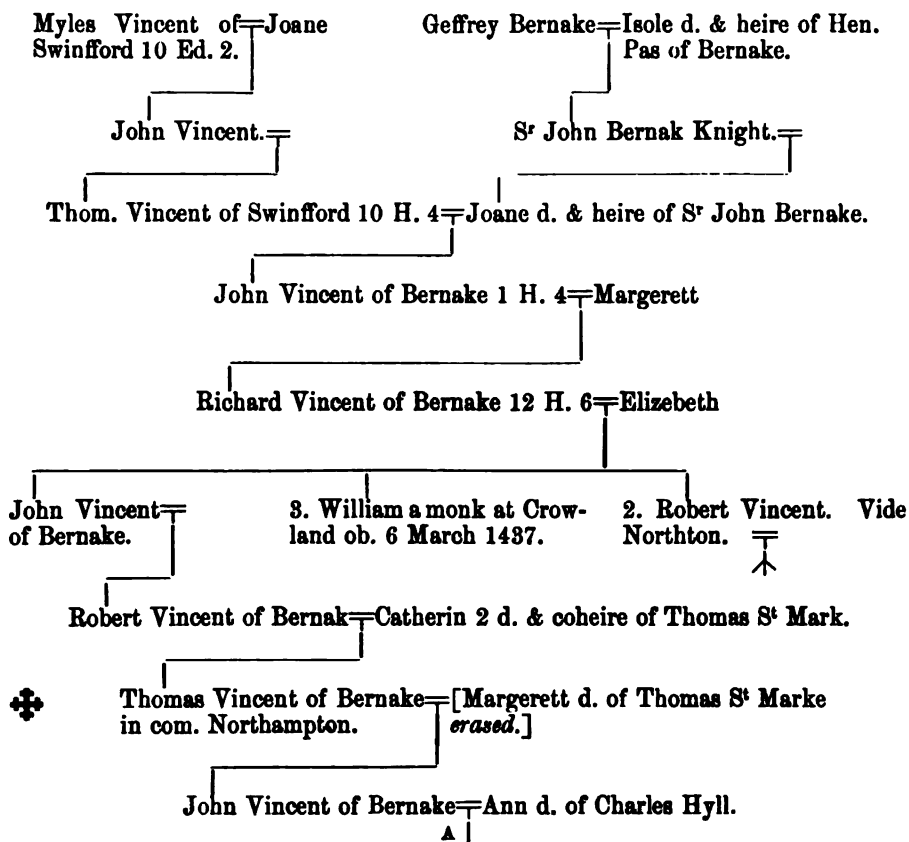 Myles Vincent of Joane
Swinfford 10 Ed. 2.
Geffrey Bernake Isole d. & heire of Hen.
Pas of Bernake.
John Vincent.
Sʳ John Bernak Knight.
Thom. Vincent of Swinfford 10 H. 4 Joane d. & heire of Sʳ John Bernake.
John Vincent of Bernake 1 H. 4 Margerett
Richard Vincent of Bernake 12 H. 6 Elizebeth
John Vincent
of Bernake.
3. William a monk at Crow-
land ob. 6 March 1437.
2. Robert Vincent. Vide
Northton.
Robert Vincent of Bernak Catherin 2 d. & coheire of Thomas Sᵗ Mark.
Thomas Vincent of Bernake
in com. Northampton.
[Margerett d. of Thomas Sᵗ Marke
erased.]
John Vincent of Bernake Ann d. of Charles Hyll.
A